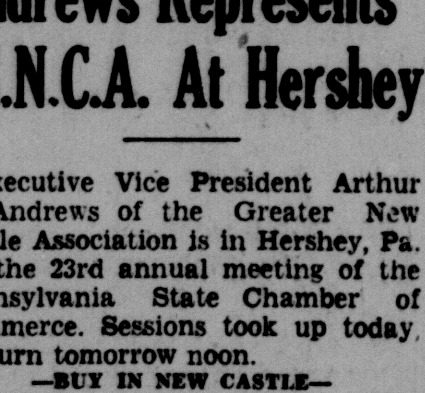 drews Represents
.N.C.A. At Hershey
ecutive Vice President Arthur
Andrews of the Greater New
le Association is in Hershey, Pa.
the 23rd annual meeting of the
nsylvania State Chamber of
merce. Sessions took up today,
urn tomorrow noon.
—BUY IN NEW CASTLE—